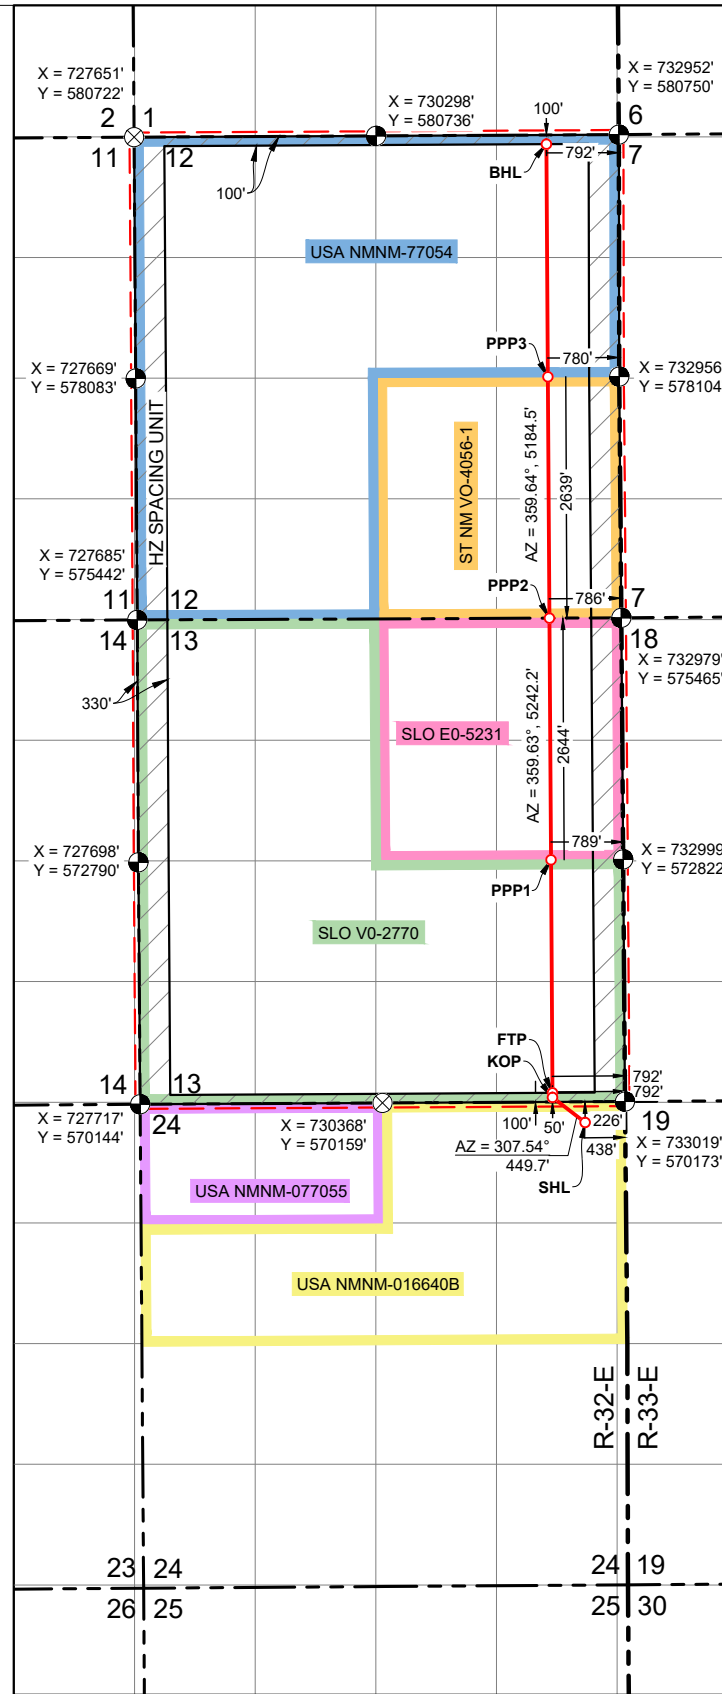 X = 727651'
Y = 580722'
X = 732952'
Y = 580750'
X = 730298'
Y = 580736'
2
1
6
11
12
7
100'
792'
BHL
100'
USA NMNM-77054
PPP3
780'
X = 727669'
Y = 578083'
X = 732956
Y = 578104
HZ SPACING UNIT
ST NM VO-4056-1
AZ = 359.64°, 5184.5'
2639'
X = 727685'
Y = 575442'
PPP2
786'
11
12
7
14
13
18
X = 732979'
Y = 575465'
330'
SLO E0-5231
AZ = 359.63°, 5242.2'
2644'
789'
X = 727698'
Y = 572790'
X = 732999
Y = 572822
PPP1
SLO V0-2770
FTP
KOP
792'
792'
14
13
24
19
X = 727717'
Y = 570144'
X = 730368'
Y = 570159'
100'
50'
226'
438'
X = 733019'
Y = 570173'
AZ = 307.54°
449.7'
SHL
USA NMNM-077055
USA NMNM-016640B
R-32-E
R-33-E
23
24
24
19
26
25
25
30